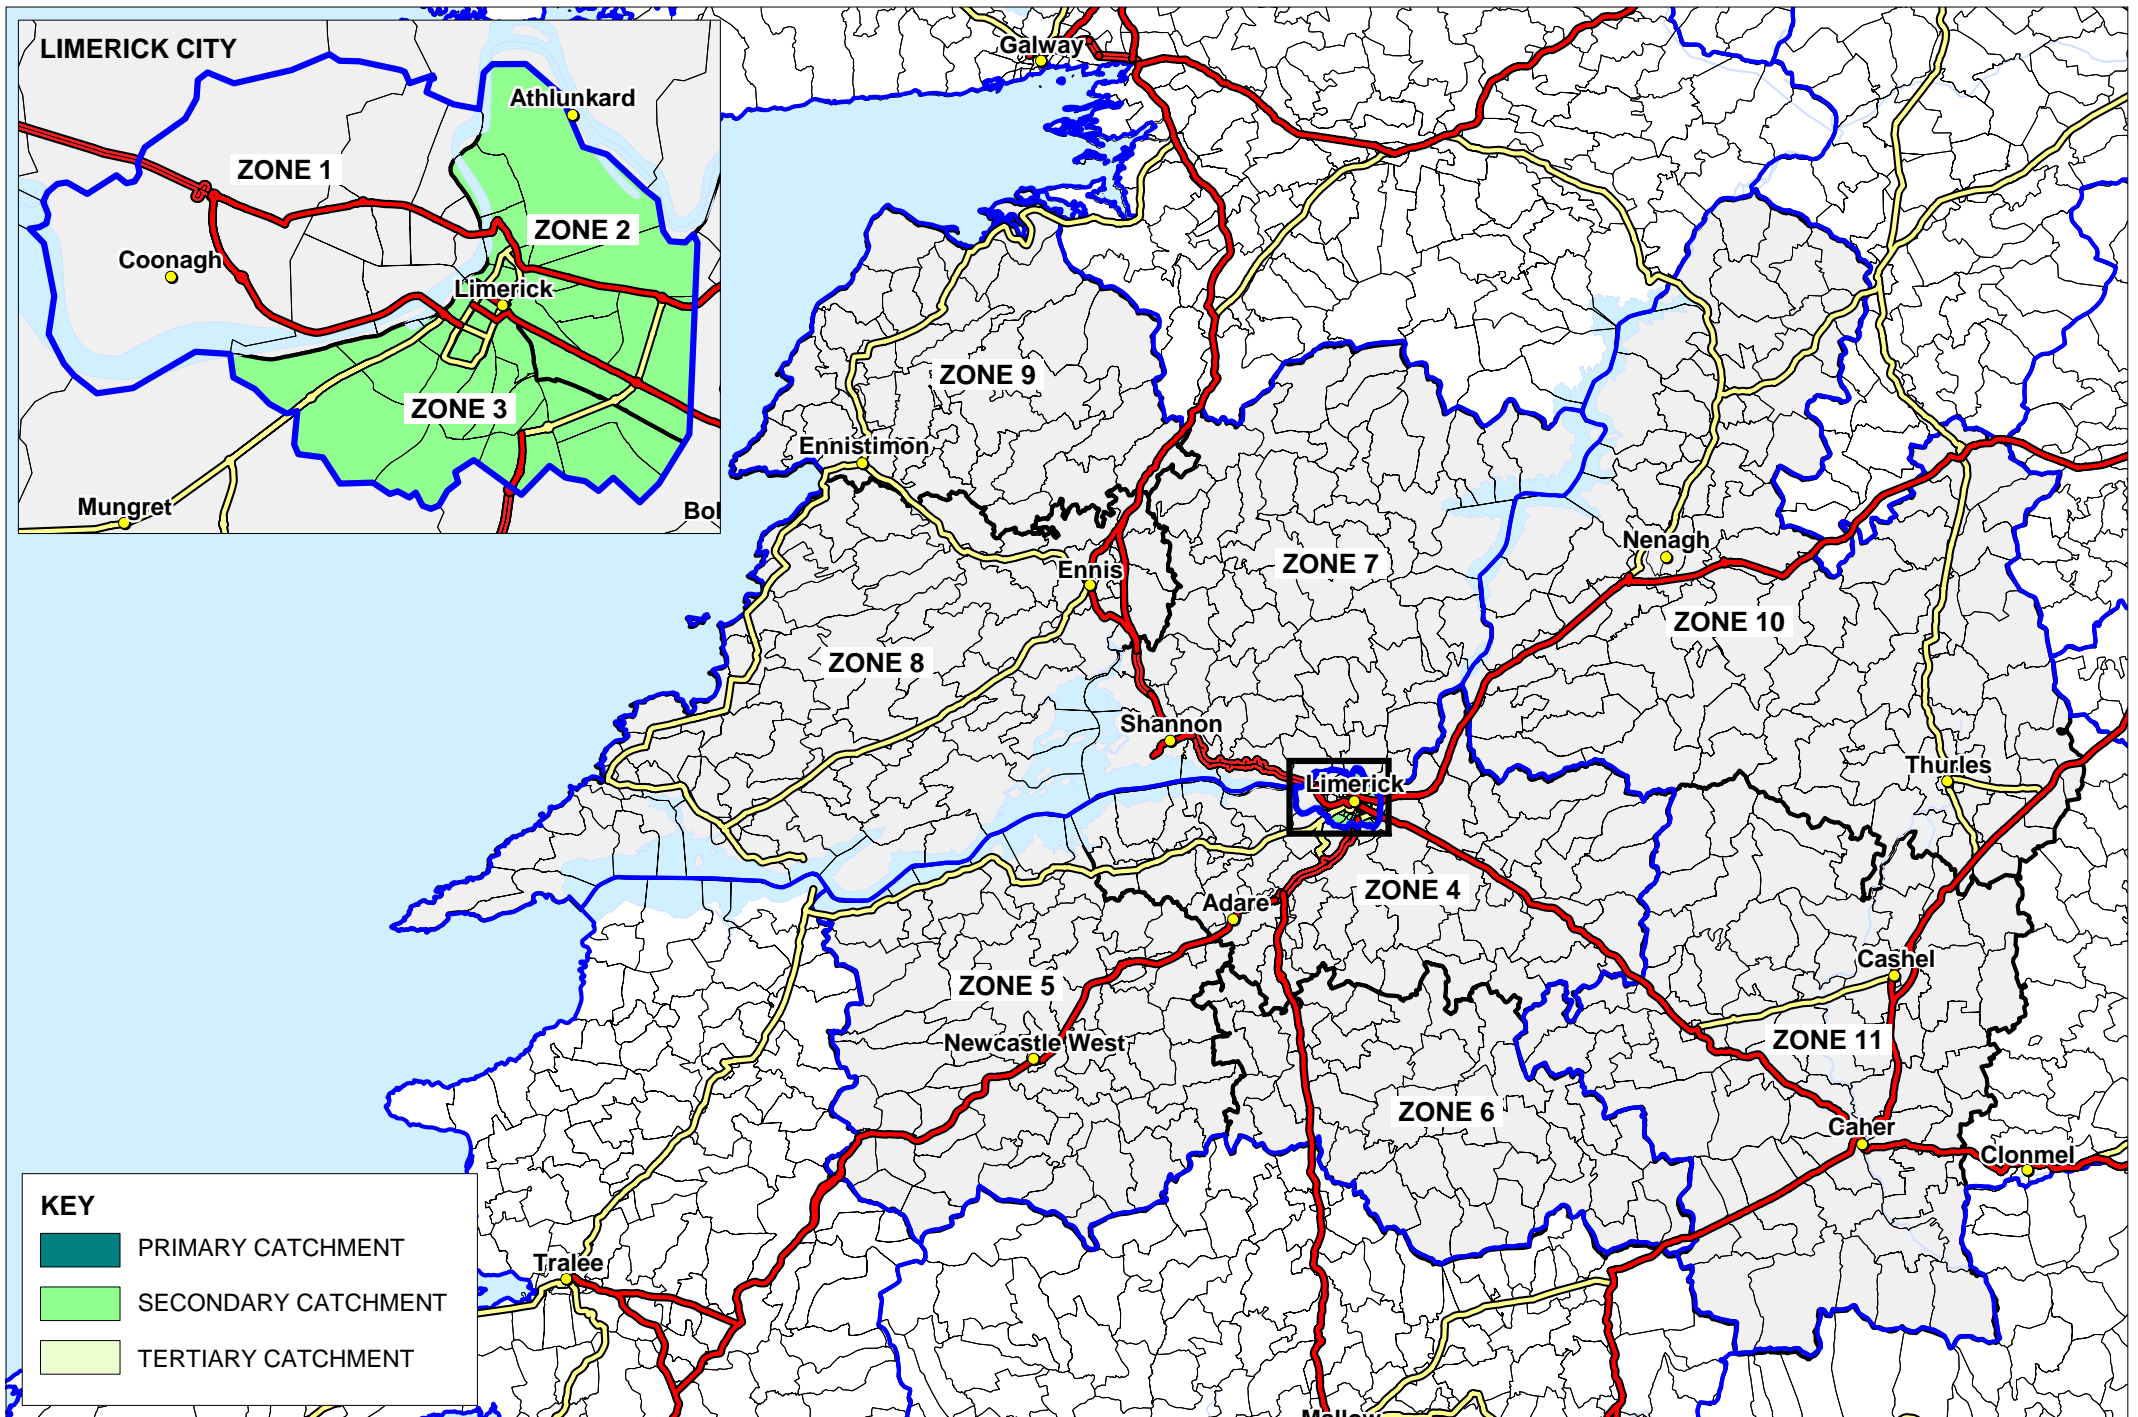 LIMERICK CITY
Athlunkard
ZONE 1
ZONE 2
Coonagh
Limerick
ZONE 3
Mungret
Bol
Galway
ZONE 9
Ennistimon
Nenagh
ZONE 7
Ennis
ZONE 10
ZONE 8
Shannon
Thurles
Limerick
ZONE 4
Adare
Cashel
ZONE 5
Newcastle West
ZONE 11
ZONE 6
Caher
Clonmel
Tralee
Mallow
KEY
PRIMARY CATCHMENT
SECONDARY CATCHMENT
TERTIARY CATCHMENT